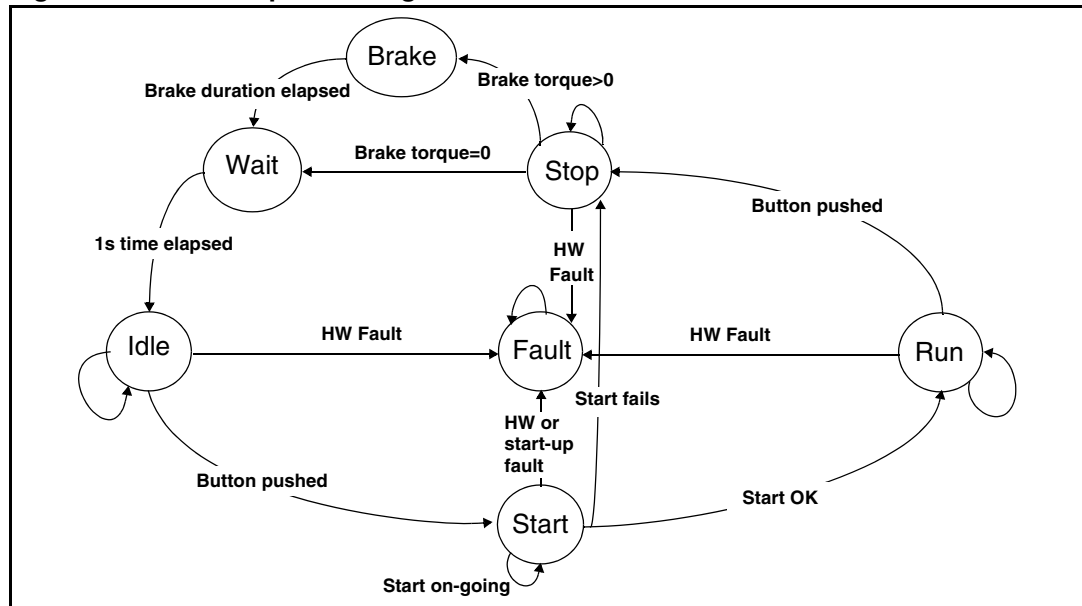 Brake
Brake torque>0
Brake duration elapsed
Wait
Brake torque=0
Stop
Button pushed
1s time elapsed
HW
Fault
Idle
HW Fault
Fault
HW Fault
Run
Start fails
HW or
start-up
fault
Button pushed
Start OK
Start
Start on-going